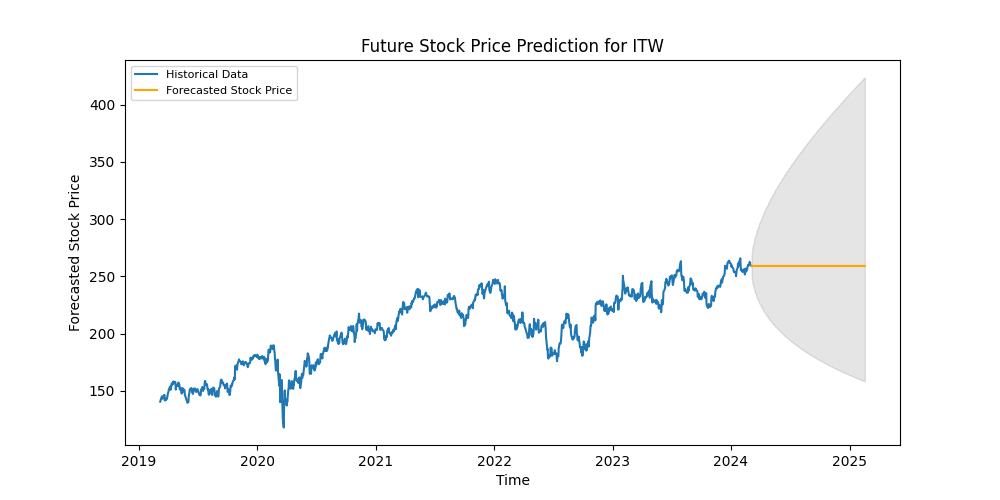 Future Stock Price Prediction for ITW
Historical Data
Forecasted Stock Price
Forecasted Stock Price
400
350
300
250
200
150
2019 2020 2021 2022 2023 2024 2025
Time